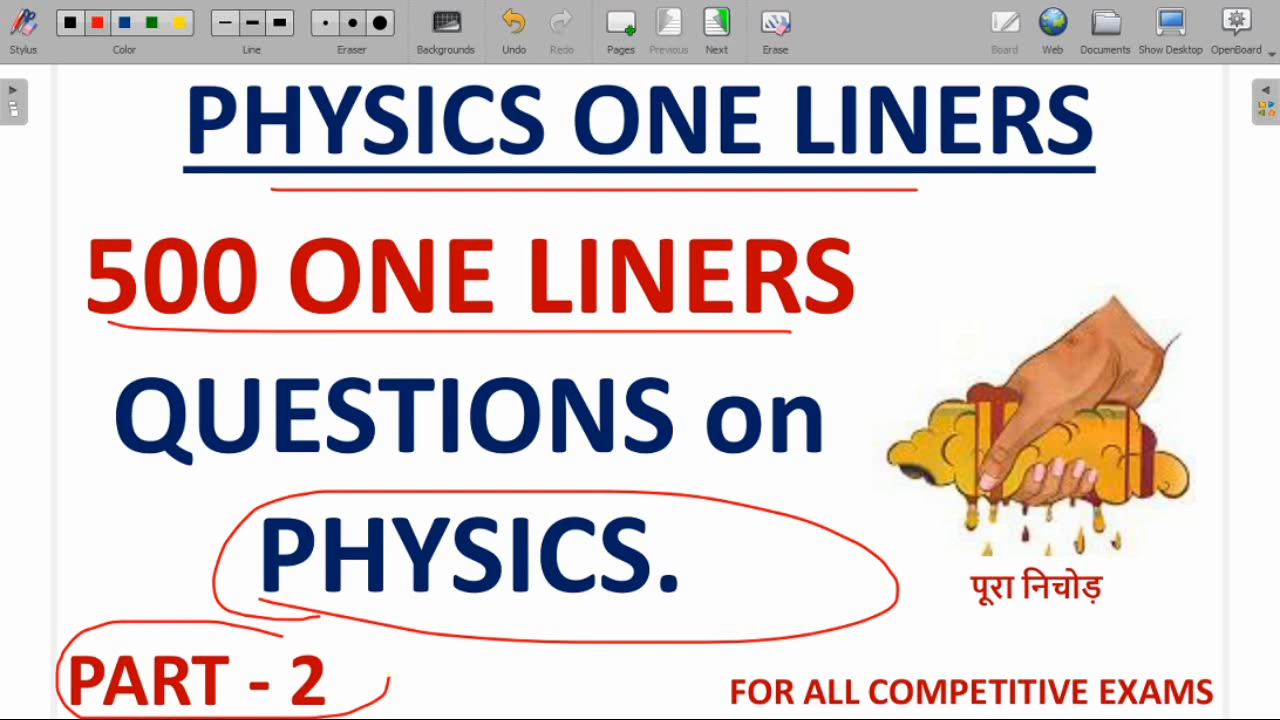 Stylus
Color
Line
Eraser
Backgrounds
Undo
Redo
Pages
Previous
Next
Erase
Board
Web
Documents
Show Desktop
OpenBoard
PHYSICS ONE LINERS
500 ONE LINERS
QUESTIONS on
PHYSICS.
पूरा निचोड़
PART - 2
FOR ALL COMPETITIVE EXAMS